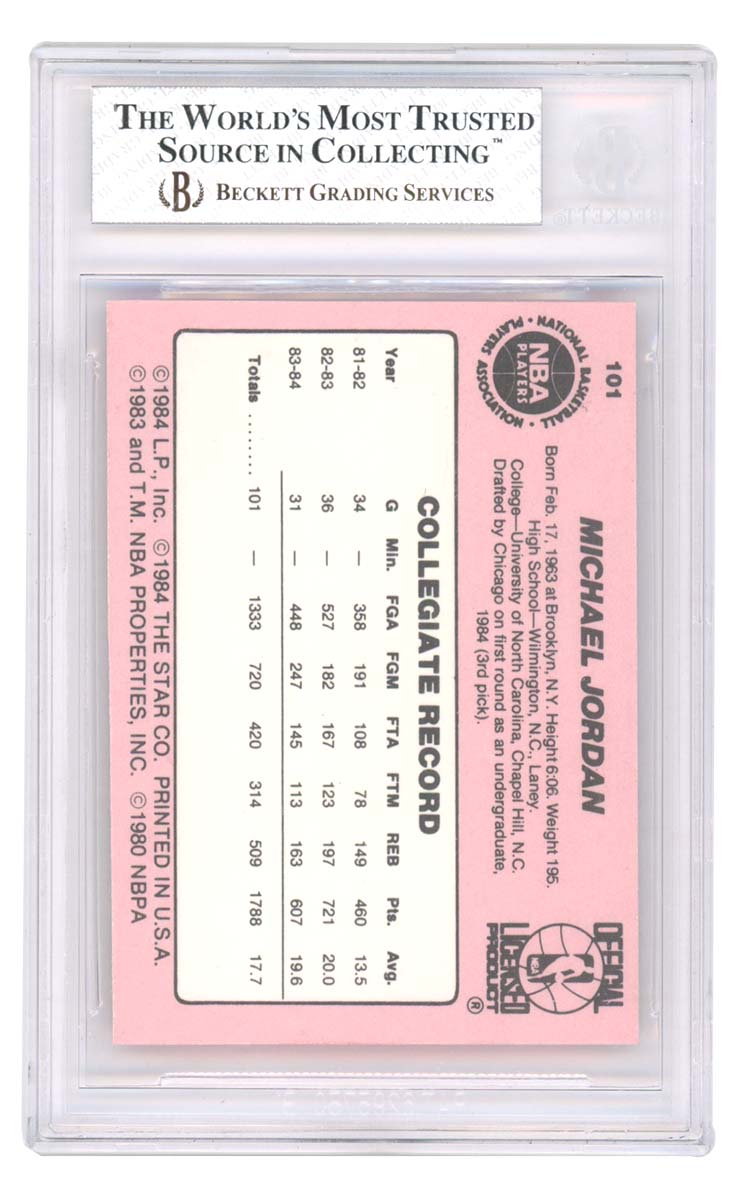 THE WORLD'S MOST TRUSTED
SOURCE IN COLLECTING™
B BECKETT GRADING SERVICES
BECKETT®
101
NATIONAL BASKETBALL
PLAYERS
ASSOCIATION
NBA
PLAYERS
MICHAEL JORDAN
Born Feb. 17, 1963 at Brooklyn, N.Y. Height 6:06. Weight 195.
High School—Wilmington, N.C., Laney.
College—University of North Carolina, Chapel Hill, N.C.
Drafted by Chicago on first round as an undergraduate,
1984 (3rd pick).
OFFICIAL
NBA
LICENSED
PRODUCT
®
COLLEGIATE RECORD
Year G Min. FGA FGM FTA FTM REB Pts. Avg.
81-82 34 — 358 191 108 78 149 460 13.5
82-83 36 — 527 182 167 123 197 721 20.0
83-84 31 — 448 247 145 113 163 607 19.6
Totals ........ 101 — 1333 720 420 314 509 1788 17.7
©1984 L.P., Inc. ©1984 THE STAR CO. PRINTED IN U.S.A.
©1983 and T.M. NBA PROPERTIES, INC. ©1980 NBPA